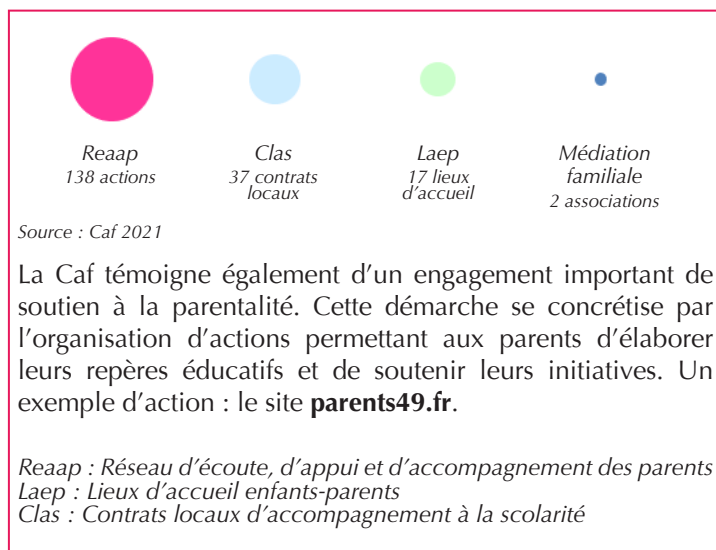 Reaap
138 actions
Clas
37 contrats
locaux
Laep
17 lieux
d'accueil
Médiation
familiale
2 associations
Source : Caf 2021
La Caf témoigne également d'un engagement important de
soutien à la parentalité. Cette démarche se concrétise par
l'organisation d'actions permettant aux parents d'élaborer
leurs repères éducatifs et de soutenir leurs initiatives. Un
exemple d'action : le site parents49.fr.
Reaap : Réseau d'écoute, d'appui et d'accompagnement des parents
Laep : Lieux d'accueil enfants-parents
Clas : Contrats locaux d'accompagnement à la scolarité